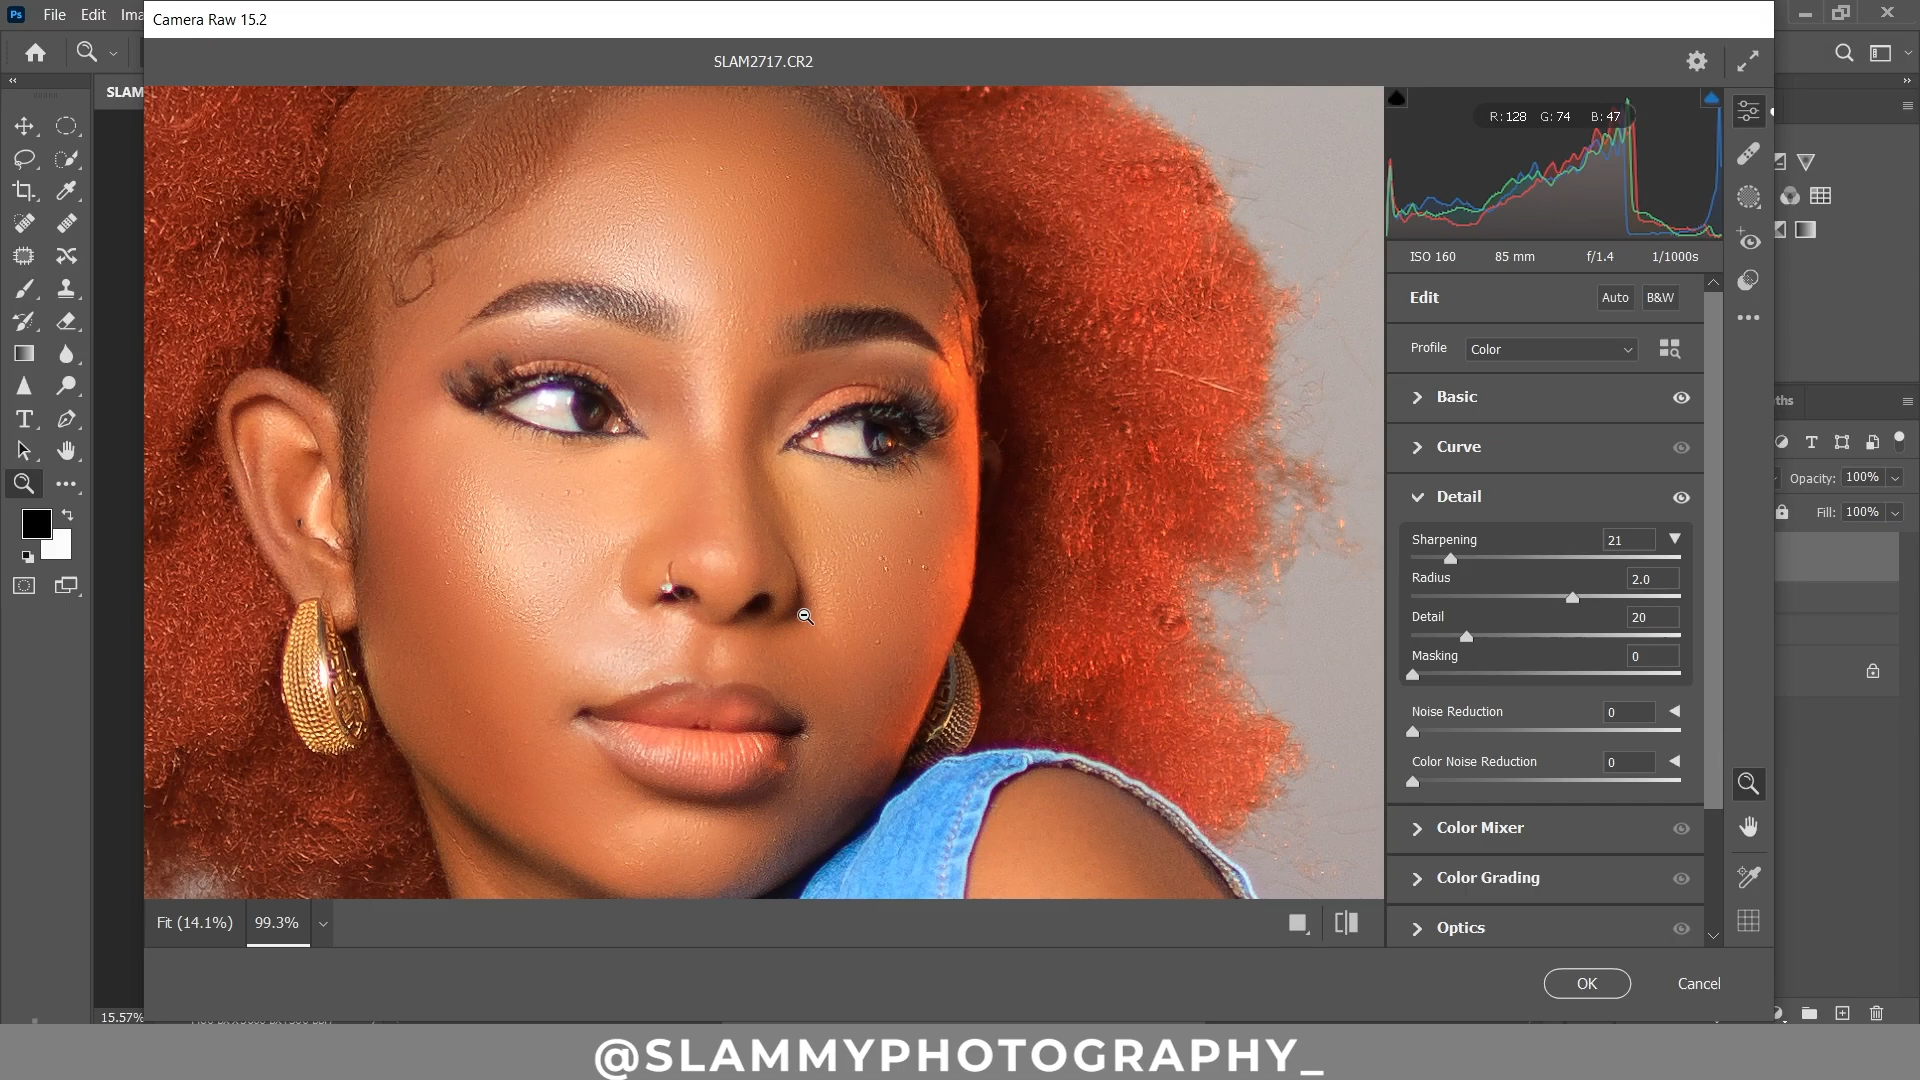 Camera Raw 15.2
File Edit Ima
SLAM2717.CR2
SLAM
R: 128 G: 74 B: 47
ISO 160 85 mm f/1.4 1/1000s
Edit Auto B&W
Profile Color
Basic
Curve
Detail
Sharpening 21
Radius 2.0
Detail 20
Masking 0
Noise Reduction 0
Color Noise Reduction 0
Color Mixer
Color Grading
Optics
ths
Opacity: 100%
Fill: 100%
Fit (14.1%) 99.3%
OK Cancel
15.57%
@SLAMMYPHOTOGRAPHY_